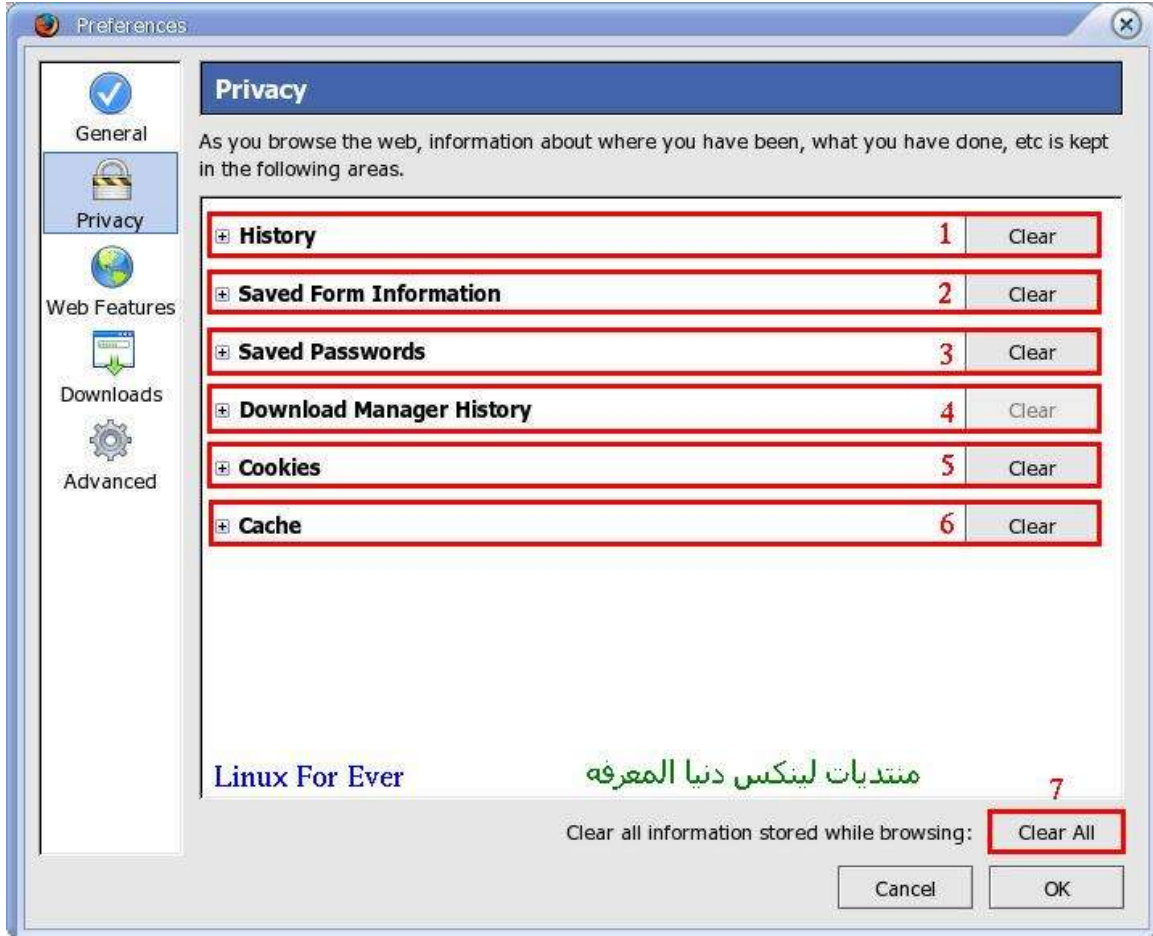 Preferences
General
Privacy
Web Features
Downloads
Advanced
Privacy
As you browse the web, information about where you have been, what you have done, etc is kept
in the following areas.
History 1 Clear
Saved Form Information 2 Clear
Saved Passwords 3 Clear
Download Manager History 4 Clear
Cookies 5 Clear
Cache 6 Clear
Linux For Ever
منتديات لينكس دنيا المعرفه
7
Clear all information stored while browsing: Clear All
Cancel OK